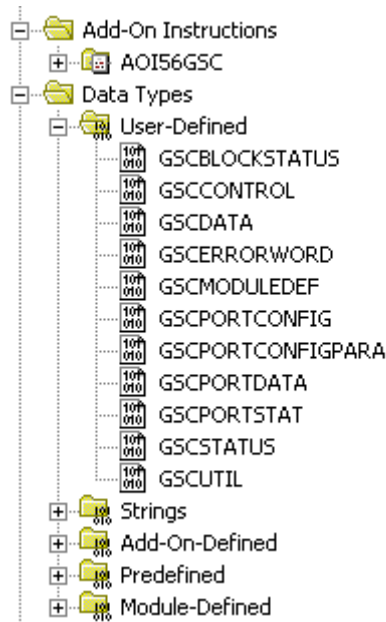 Add-On Instructions
AOI56GSC
Data Types
User-Defined
GSCBLOCKSTATUS
GSCCONTROL
GSCDATA
GSCERRORWORD
GSCMODULEDEF
GSCPORTCONFIG
GSCPORTCONFIGPARA
GSCPORTDATA
GSCPORTSTAT
GSCSTATUS
GSCUTIL
Strings
Add-On-Defined
Predefined
Module-Defined